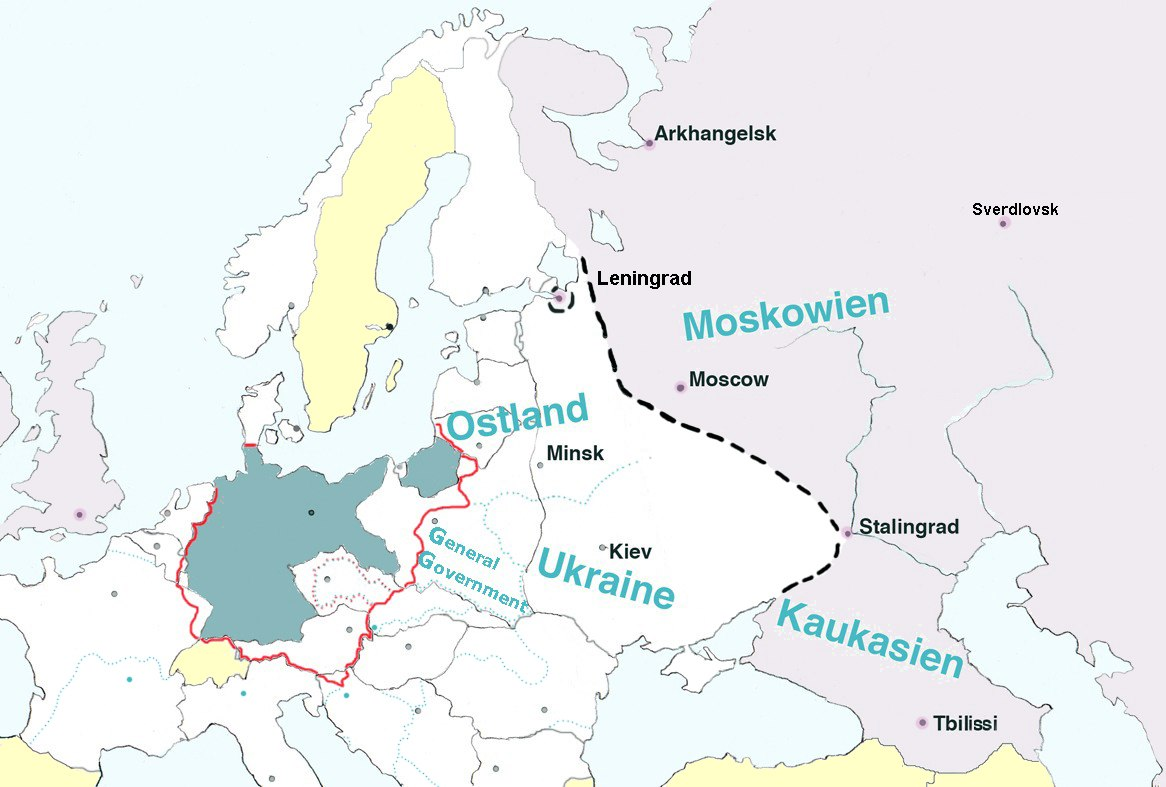 Arkhangelsk
Sverdlovsk
Leningrad
Moskowien
Moscow
Ostland
Minsk
Stalingrad
General
Government
Kiev
Ukraine
Kaukasien
Tbilissi